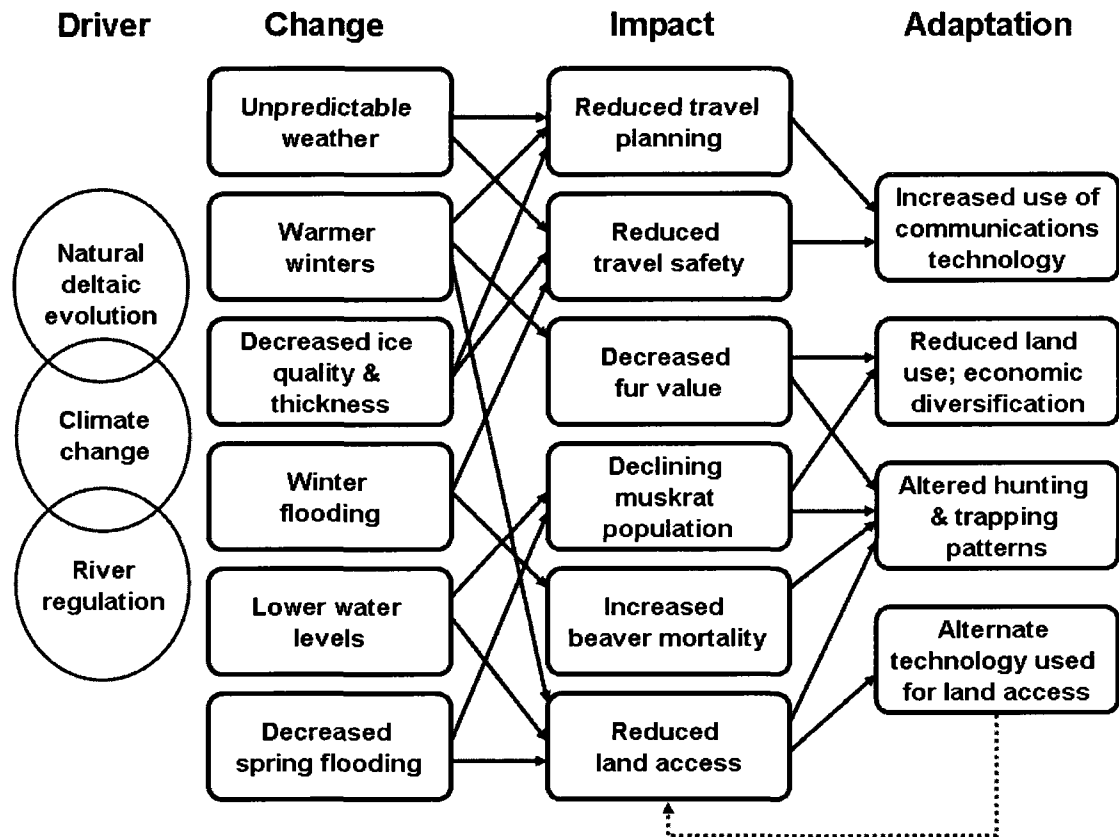 Driver
Change
Impact
Adaptation
Natural
deltaic
evolution
Climate
change
River
regulation
Unpredictable
weather
Warmer
winters
Decreased ice
quality &
thickness
Winter
flooding
Lower water
levels
Decreased
spring flooding
Reduced travel
planning
Reduced
travel safety
Decreased
fur value
Declining
muskrat
population
Increased
beaver mortality
Reduced
land access
Increased use of
communications
technology
Reduced land
use; economic
diversification
Altered hunting
& trapping
patterns
Alternate
technology used
for land access